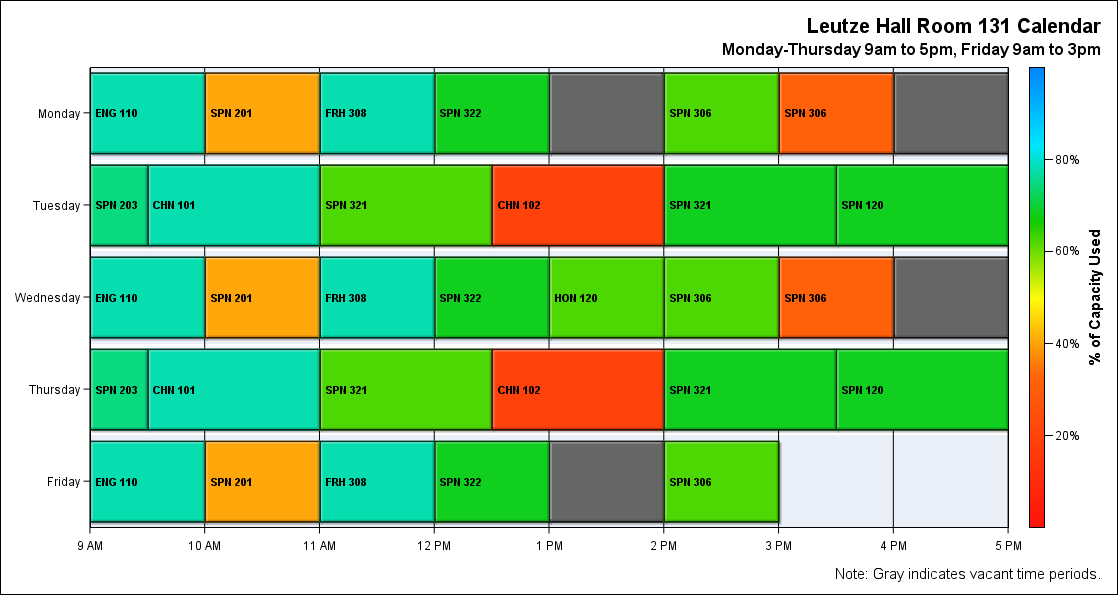 Leutze Hall Room 131 Calendar
Monday-Thursday 9am to 5pm, Friday 9am to 3pm
Monday ENG 110 SPN 201 FRH 308 SPN 322 SPN 306 SPN 306
80%
Tuesday SPN 203 CHN 101 SPN 321 CHN 102 SPN 321 SPN 120
60%
Wednesday ENG 110 SPN 201 FRH 308 SPN 322 HON 120 SPN 306 SPN 306
% of Capacity Used
40%
Thursday SPN 203 CHN 101 SPN 321 CHN 102 SPN 321 SPN 120
20%
Friday ENG 110 SPN 201 FRH 308 SPN 322 SPN 306
9 AM 10 AM 11 AM 12 PM 1 PM 2 PM 3 PM 4 PM 5 PM
Note: Gray indicates vacant time periods.